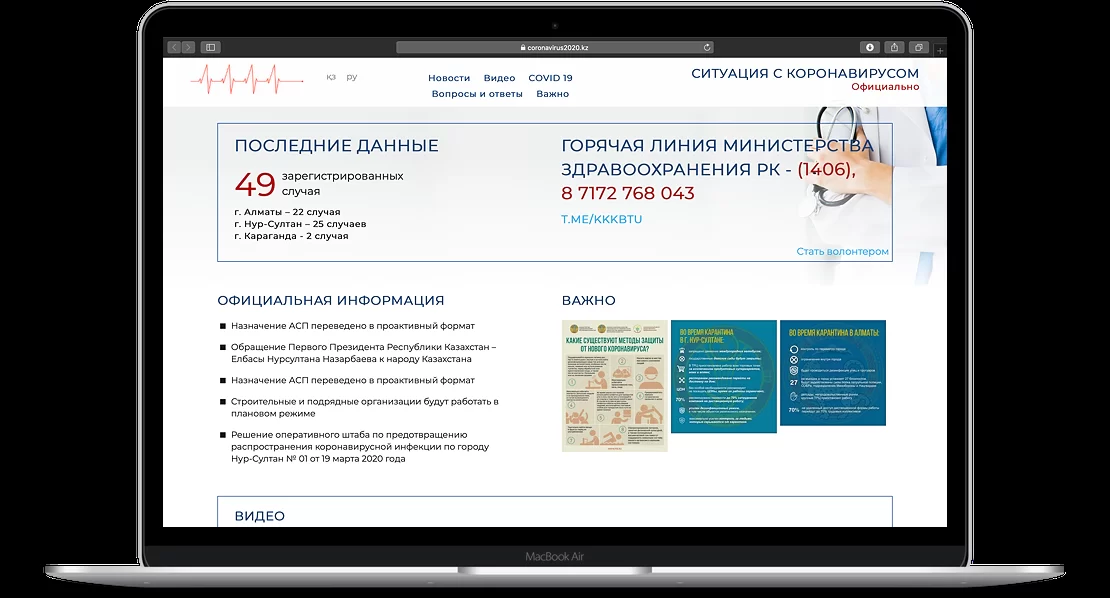 coronavirus2020.kz
қз ру
Новости Видео COVID 19
Вопросы и ответы Важно
СИТУАЦИЯ С КОРОНАВИРУСОМ
Официально
ПОСЛЕДНИЕ ДАННЫЕ
49 зарегистрированных
случая
г. Алматы – 22 случая
г. Нур-Султан – 25 случаев
г. Караганда - 2 случая
ГОРЯЧАЯ ЛИНИЯ МИНИСТЕРСТВА
ЗДРАВООХРАНЕНИЯ РК - (1406),
8 7172 768 043
T.ME/KKKBTU
Стать волонтером
ОФИЦИАЛЬНАЯ ИНФОРМАЦИЯ
Назначение АСП переведено в проактивный формат
Обращение Первого Президента Республики Казахстан –
Елбасы Нурсултана Назарбаева к народу Казахстана
Назначение АСП переведено в проактивный формат
Строительные и подрядные организации будут работать в
плановом режиме
Решение оперативного штаба по предотвращению
распространения коронавирусной инфекции по городу
Нур-Султан № 01 от 19 марта 2020 года
ВАЖНО
КАКИЕ СУЩЕСТВУЮТ МЕТОДЫ ЗАЩИТЫ
ОТ НОВОГО КОРОНАВИРУСА?
ВО ВРЕМЯ КАРАНТИНА
В Г. НУР-СУЛТАНЕ:
70%
ВО ВРЕМЯ КАРАНТИНА В АЛМАТЫ:
27
70%
ВИДЕО
MacBook Air